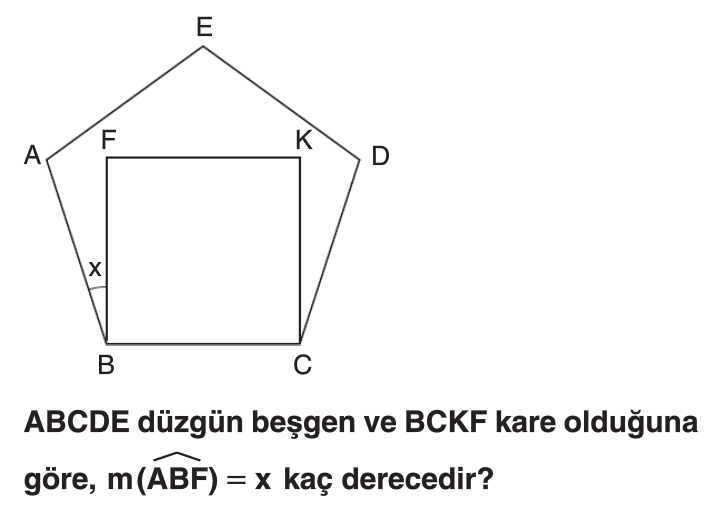 E
F
K
A
D
x
B
C
ABCDE düzgün beşgen ve BCKF kare olduğuna
göre, m(ABF) = x kaç derecedir?